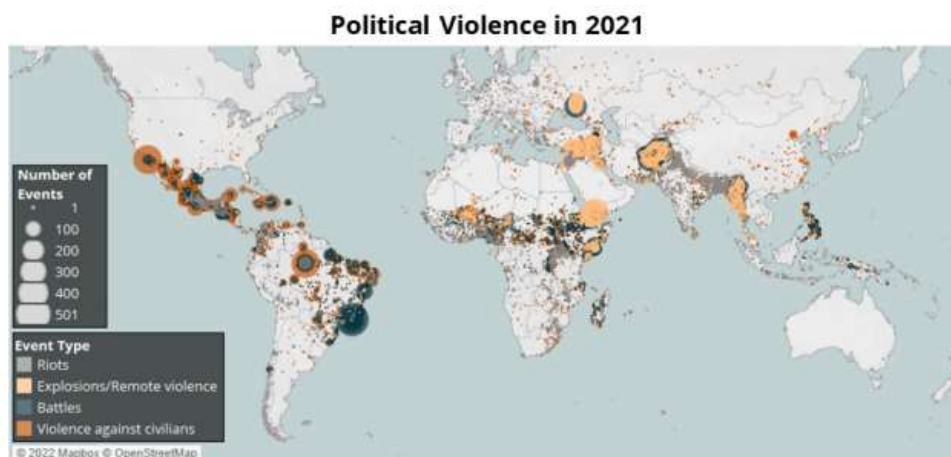 Political Violence in 2021
Number of
Events
1
100
200
300
400
501
Event Type
Riots
Explosions/Remote violence
Battles
Violence against civilians
© 2022 Mapbox © OpenStreetMap